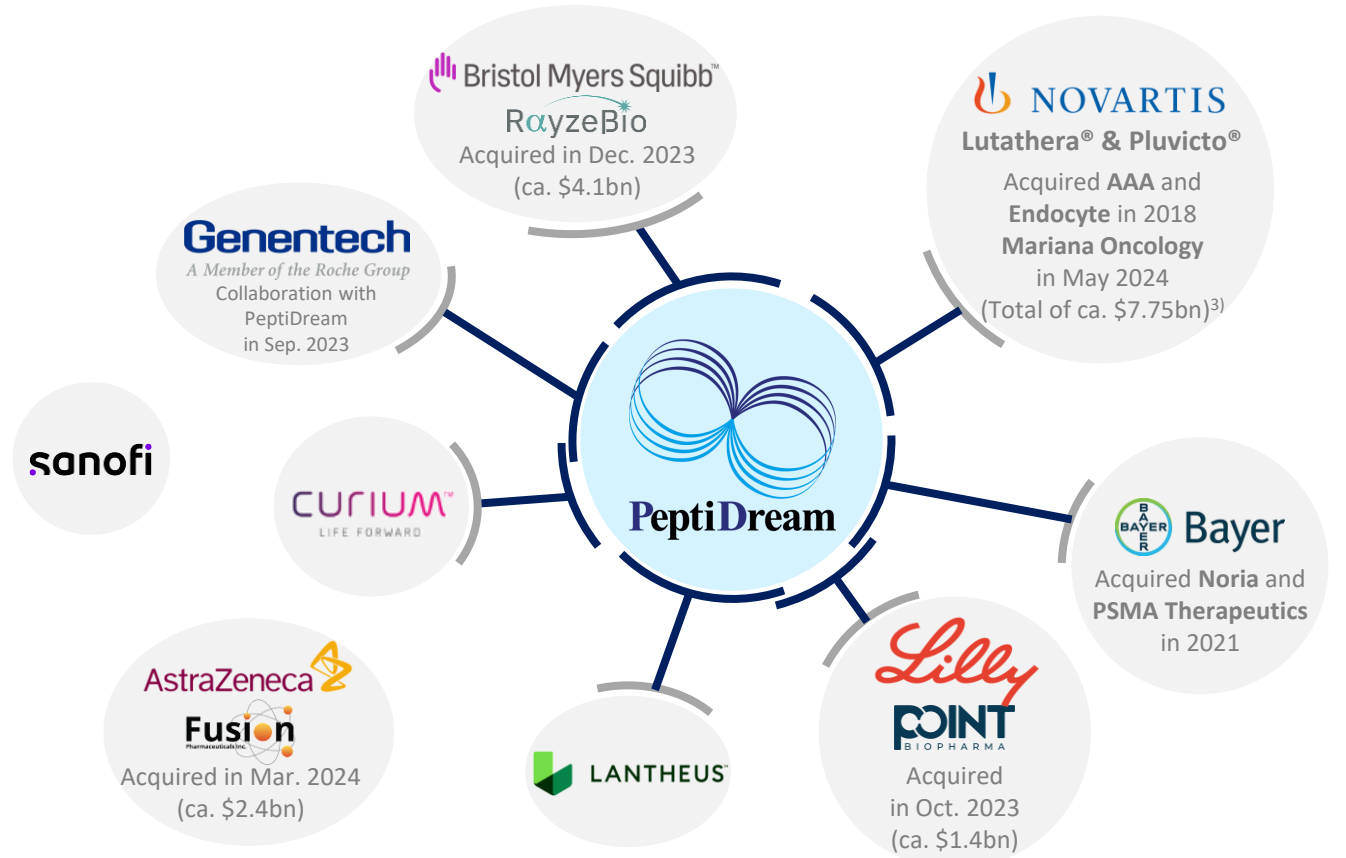 Bristol Myers Squibb™
RayzeBio
Acquired in Dec. 2023
(ca. $4.1bn)
NOVARTIS
Lutathera® & Pluvicto®
Acquired AAA and
Endocyte in 2018
Mariana Oncology
in May 2024
(Total of ca. $7.75bn)3)
Genentech
A Member of the Roche Group
Collaboration with
PeptiDream
in Sep. 2023
sanofi
CURIUM™
LIFE FORWARD
PeptiDream
BAYER
BAYER
Bayer
Acquired Noria and
PSMA Therapeutics
in 2021
AstraZeneca
Fusion
Pharmaceuticals Inc.
Acquired in Mar. 2024
(ca. $2.4bn)
LANTHEUS™
Lilly
POINT
BIOPHARMA
Acquired
in Oct. 2023
(ca. $1.4bn)